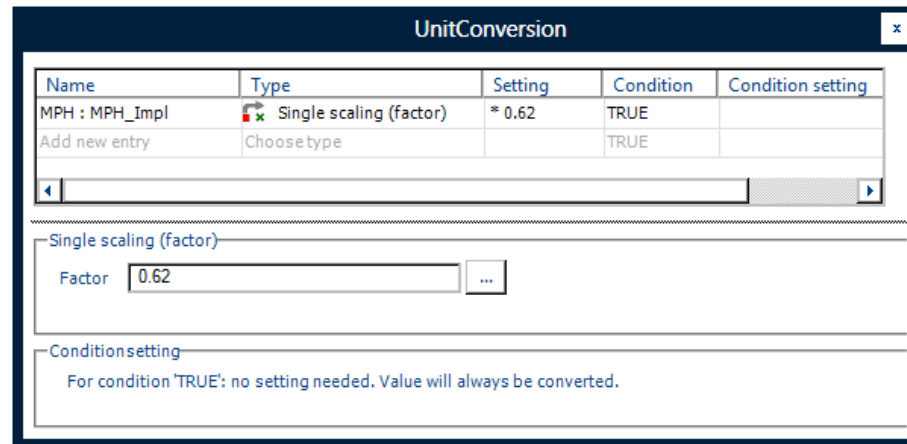 UnitConversion
x
Name Type Setting Condition Condition setting
MPH : MPH_Impl Single scaling (factor) * 0.62 TRUE
Add new entry Choose type TRUE
Single scaling (factor)
Factor 0.62 ...
Condition setting
For condition 'TRUE': no setting needed. Value will always be converted.